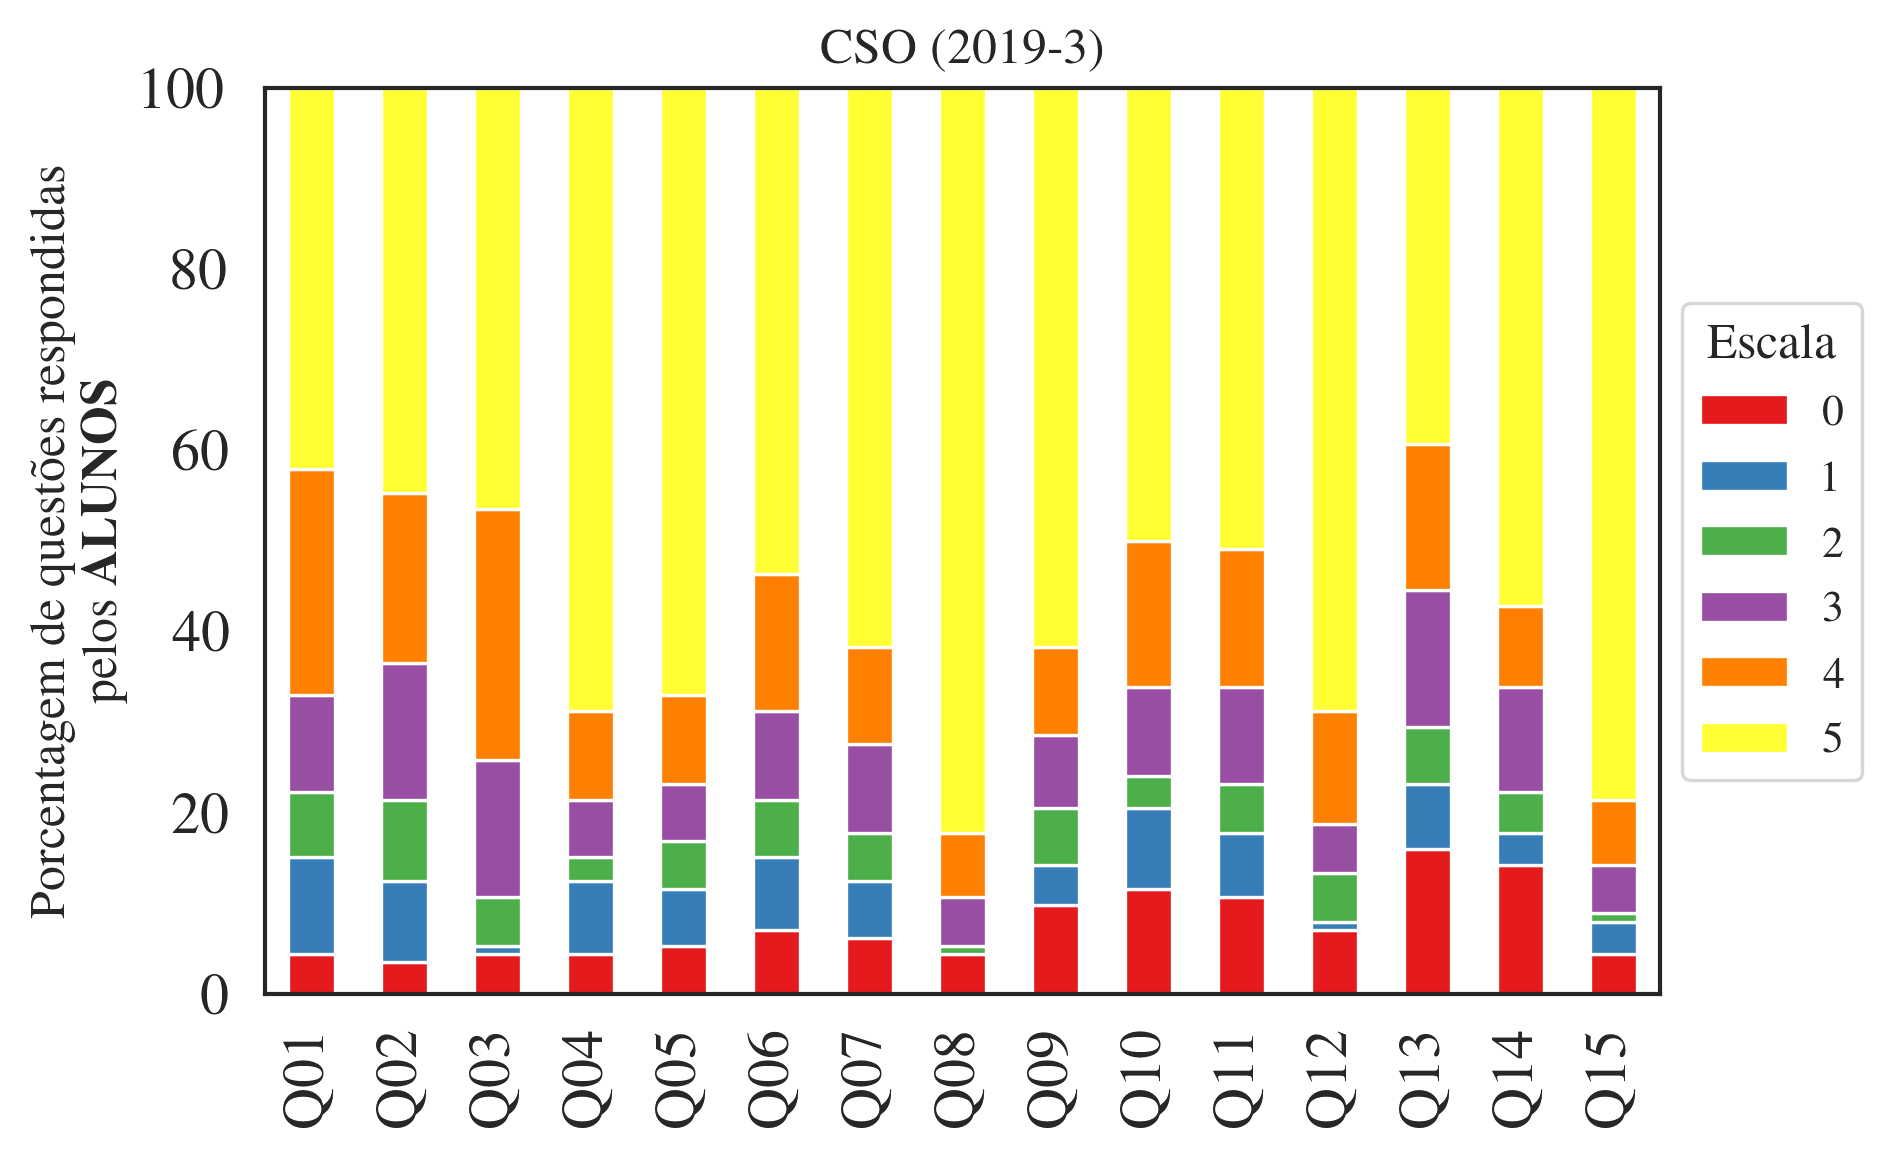 CSO (2019-3)
Porcentagem de questões respondidas
pelos ALUNOS
100
80
60
40
20
0
Q01
Q02
Q03
Q04
Q05
Q06
Q07
Q08
Q09
Q10
Q11
Q12
Q13
Q14
Q15
Escala
0
1
2
3
4
5